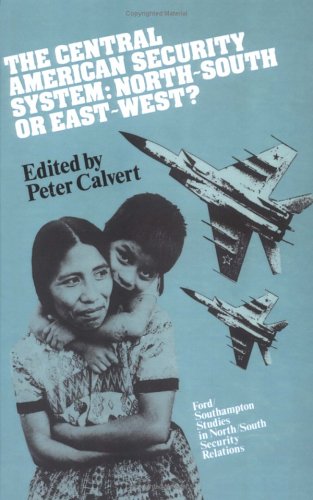 THE CENTRAL
AMERICAN SECURITY
SYSTEM: NORTH-SOUTH
OR EAST-WEST?
Edited by
Peter Calvert
Ford/
Southampton
Studies
in North/South
Security
Relations